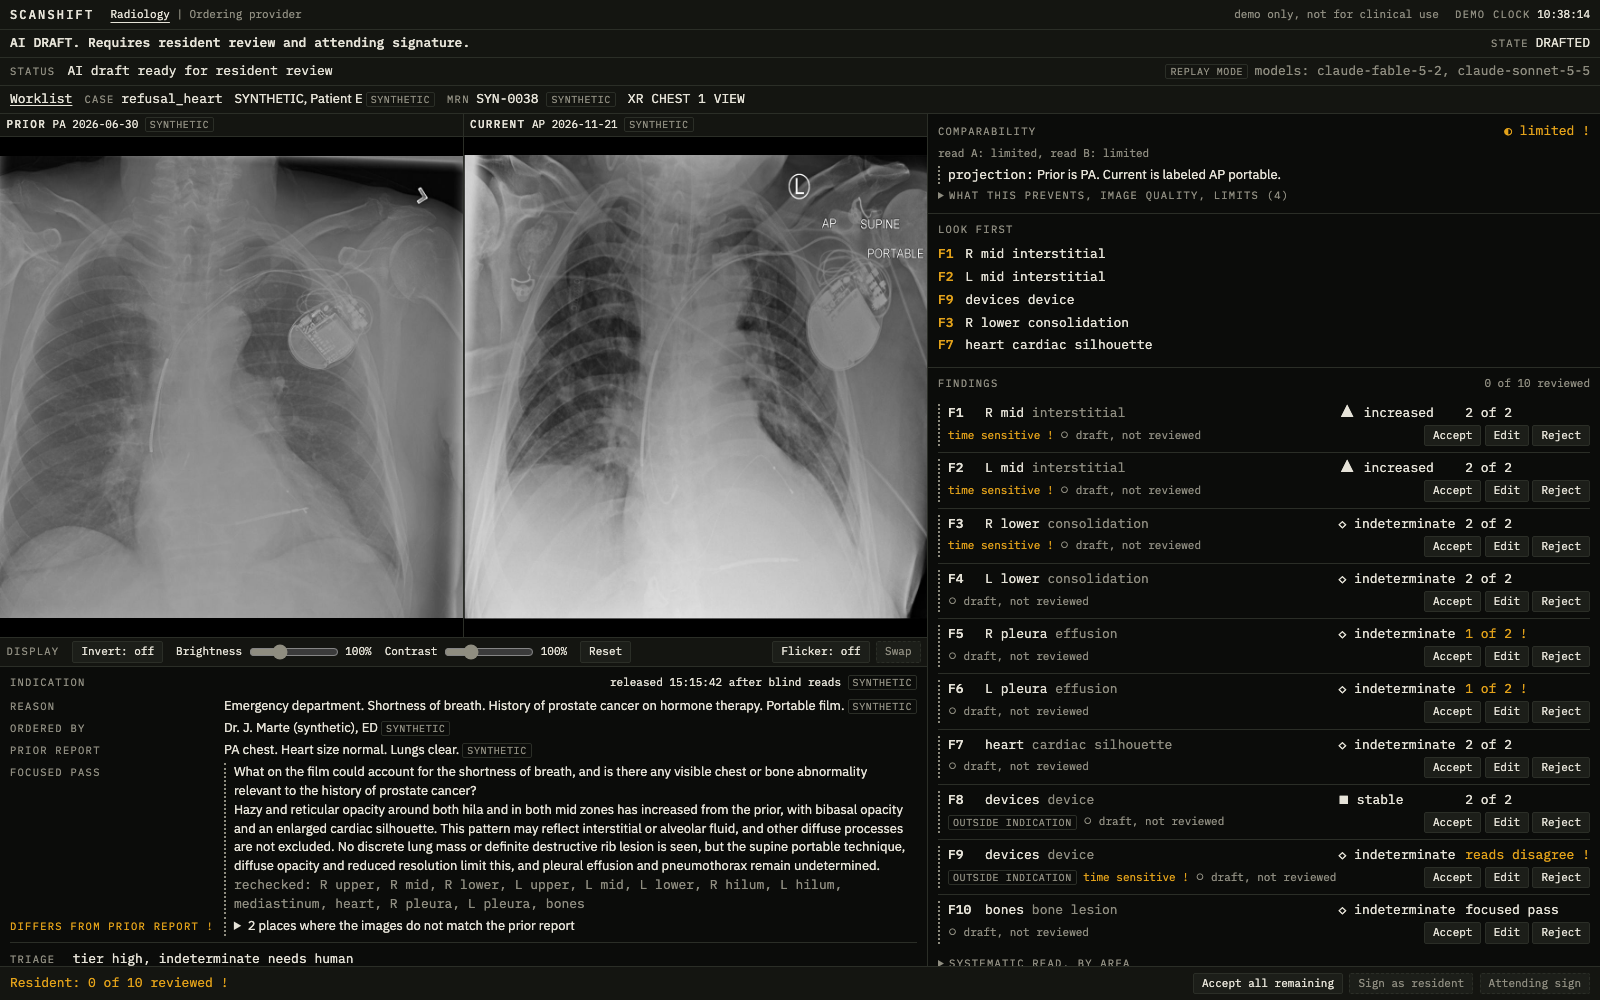 SCANSHIFT Radiology | Ordering provider demo only, not for clinical use DEMO CLOCK 10:38:14
AI DRAFT. Requires resident review and attending signature. STATE DRAFTED
STATUS AI draft ready for resident review REPLAY MODE models: claude-fable-5-2, claude-sonnet-5-5
Worklist CASE refusal_heart SYNTHETIC, Patient E SYNTHETIC MRN SYN-0038 SYNTHETIC XR CHEST 1 VIEW
PRIOR PA 2026-06-30 SYNTHETIC
CURRENT AP 2026-11-21 SYNTHETIC
L
AP SUPINE
PORTABLE
DISPLAY Invert: off Brightness 100% Contrast 100% Reset Flicker: off Swap
INDICATION released 15:15:42 after blind reads SYNTHETIC
REASON Emergency department. Shortness of breath. History of prostate cancer on hormone therapy. Portable film. SYNTHETIC
ORDERED BY Dr. J. Marte (synthetic), ED SYNTHETIC
PRIOR REPORT PA chest. Heart size normal. Lungs clear. SYNTHETIC
FOCUSED PASS What on the film could account for the shortness of breath, and is there any visible chest or bone abnormality
relevant to the history of prostate cancer?
Hazy and reticular opacity around both hila and in both mid zones has increased from the prior, with bibasal opacity
and an enlarged cardiac silhouette. This pattern may reflect interstitial or alveolar fluid, and other diffuse processes
are not excluded. No discrete lung mass or definite destructive rib lesion is seen, but the supine portable technique,
diffuse opacity and reduced resolution limit this, and pleural effusion and pneumothorax remain undetermined.
rechecked: R upper, R mid, R lower, L upper, L mid, L lower, R hilum, L hilum,
mediastinum, heart, R pleura, L pleura, bones
DIFFERS FROM PRIOR REPORT ! ▶ 2 places where the images do not match the prior report
TRIAGE tier high, indeterminate needs human
COMPARABILITY ◐ limited !
read A: limited, read B: limited
projection: Prior is PA. Current is labeled AP portable.
▶ WHAT THIS PREVENTS, IMAGE QUALITY, LIMITS (4)
LOOK FIRST
F1 R mid interstitial
F2 L mid interstitial
F9 devices device
F3 R lower consolidation
F7 heart cardiac silhouette
FINDINGS 0 of 10 reviewed
F1 R mid interstitial ▲ increased 2 of 2
time sensitive ! ○ draft, not reviewed Accept Edit Reject
F2 L mid interstitial ▲ increased 2 of 2
time sensitive ! ○ draft, not reviewed Accept Edit Reject
F3 R lower consolidation ◇ indeterminate 2 of 2
time sensitive ! ○ draft, not reviewed Accept Edit Reject
F4 L lower consolidation ◇ indeterminate 2 of 2
○ draft, not reviewed Accept Edit Reject
F5 R pleura effusion ◇ indeterminate 1 of 2 !
○ draft, not reviewed Accept Edit Reject
F6 L pleura effusion ◇ indeterminate 1 of 2 !
○ draft, not reviewed Accept Edit Reject
F7 heart cardiac silhouette ◇ indeterminate 2 of 2
○ draft, not reviewed Accept Edit Reject
F8 devices device ■ stable 2 of 2
OUTSIDE INDICATION ○ draft, not reviewed Accept Edit Reject
F9 devices device ◇ indeterminate reads disagree !
OUTSIDE INDICATION time sensitive ! ○ draft, not reviewed Accept Edit Reject
F10 bones bone lesion ◇ indeterminate focused pass
○ draft, not reviewed Accept Edit Reject
▶ SYSTEMATIC READ, BY AREA
Resident: 0 of 10 reviewed ! Accept all remaining Sign as resident Attending sign